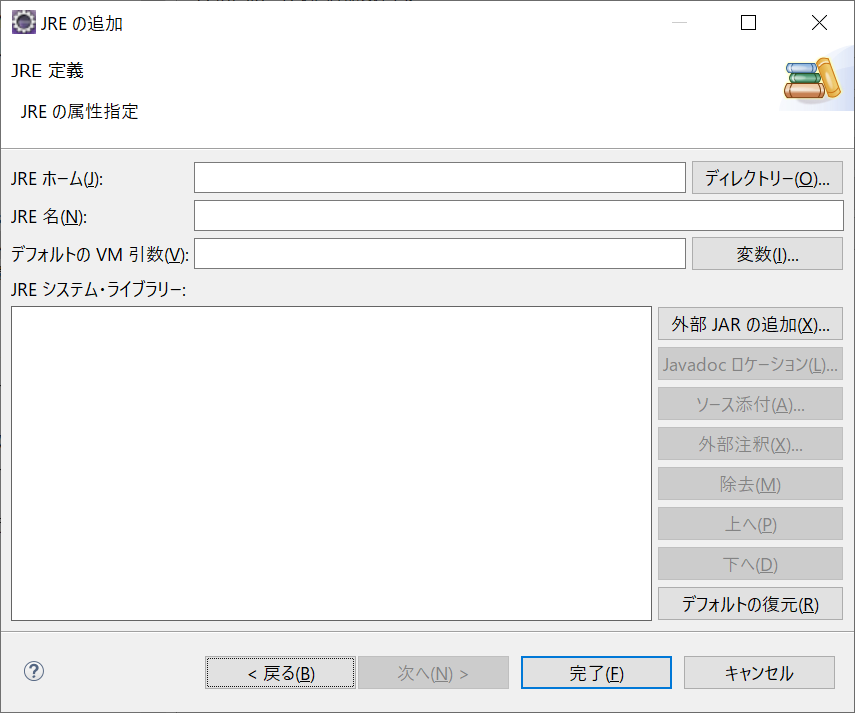 JRE の追加
JRE 定義
JRE の属性指定
JRE ホーム(J):
ディレクトリー(O)...
JRE 名(N):
デフォルトの VM 引数(V):
変数(I)...
JRE システム・ライブラリー:
外部 JAR の追加(X)...
Javadoc ロケーション(L)...
ソース添付(A)...
外部注釈(X)...
除去(M)
上へ(P)
下へ(D)
デフォルトの復元(R)
< 戻る(B)
次へ(N) >
完了(F)
キャンセル